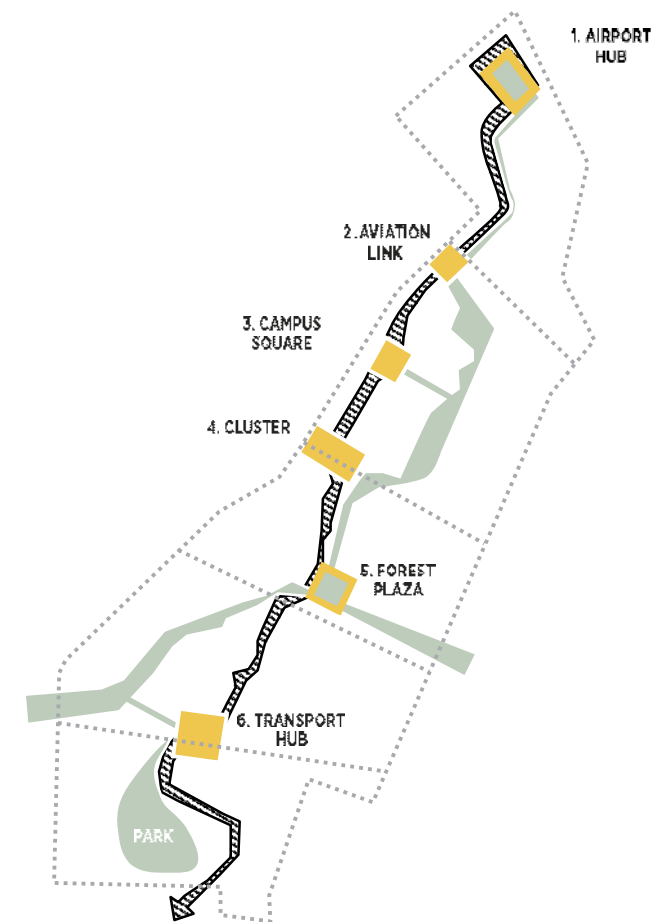 1. AIRPORT
HUB
2. AVIATION
LINK
3. CAMPUS
SQUARE
4. CLUSTER
5. FOREST
PLAZA
6. TRANSPORT
HUB
PARK